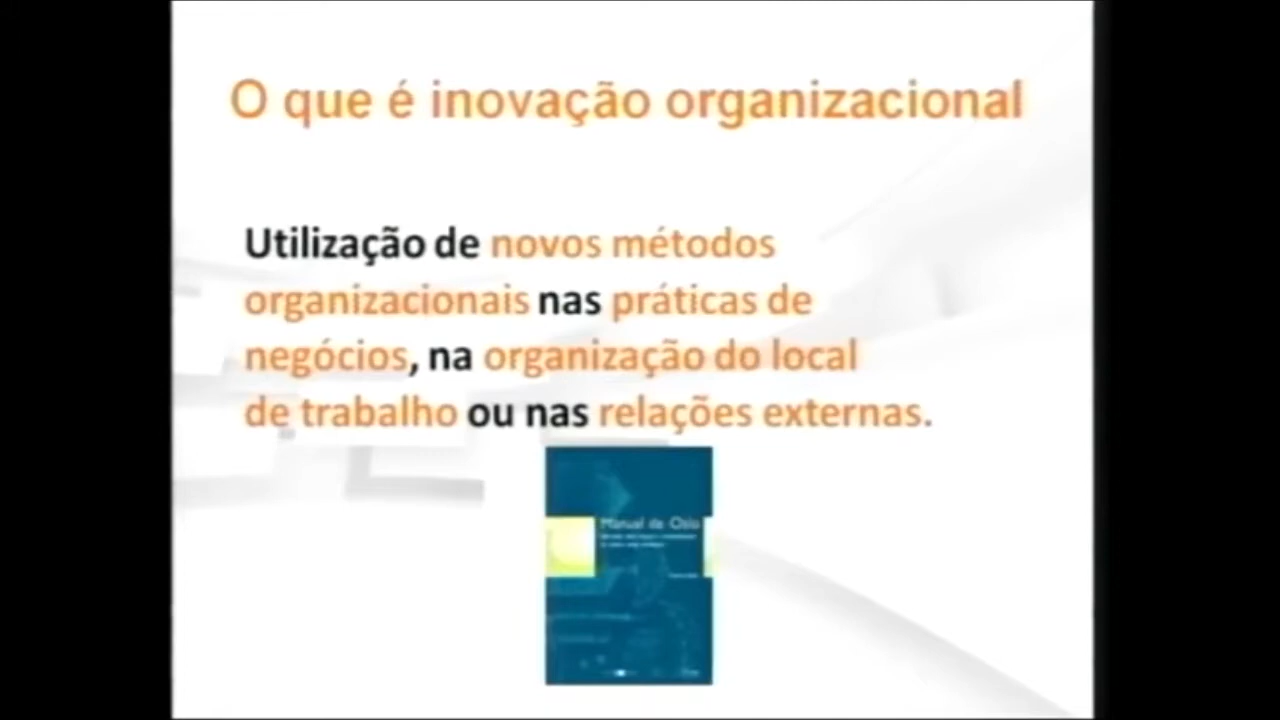 O que é inovação organizacional
Utilização de novos métodos
organizacionais nas práticas de
negócios, na organização do local
de trabalho ou nas relações externas.
Manual de Oslo